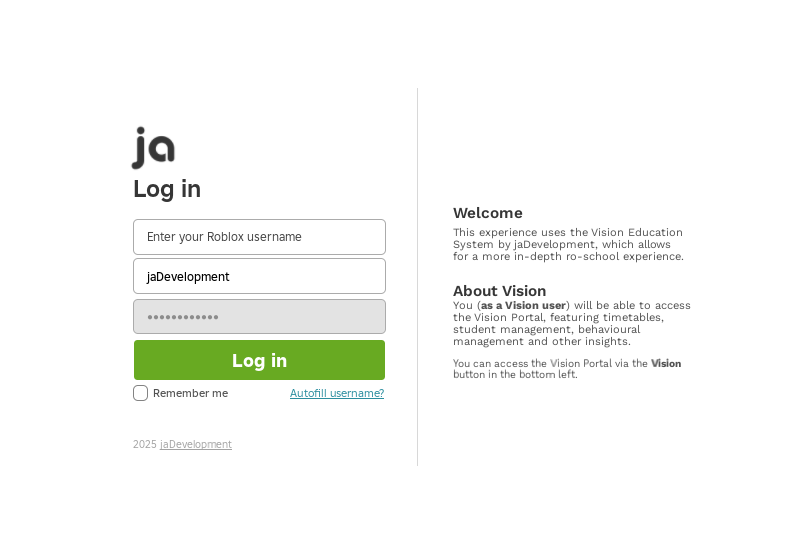 ja
Log in
Enter your Roblox username
jaDevelopment
••••••••••••
Log in
Remember me
Autofill username?
2025 jaDevelopment
Welcome
This experience uses the Vision Education
System by jaDevelopment, which allows
for a more in-depth ro-school experience.
About Vision
You (as a Vision user) will be able to access
the Vision Portal, featuring timetables,
student management, behavioural
management and other insights.
You can access the Vision Portal via the Vision
button in the bottom left.